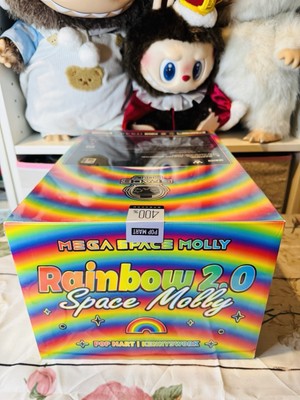 400%
POP MART
MEGA SPACE MOLLY
Rainbow 2.0
Space Molly
POP MART | KENNYSWORK